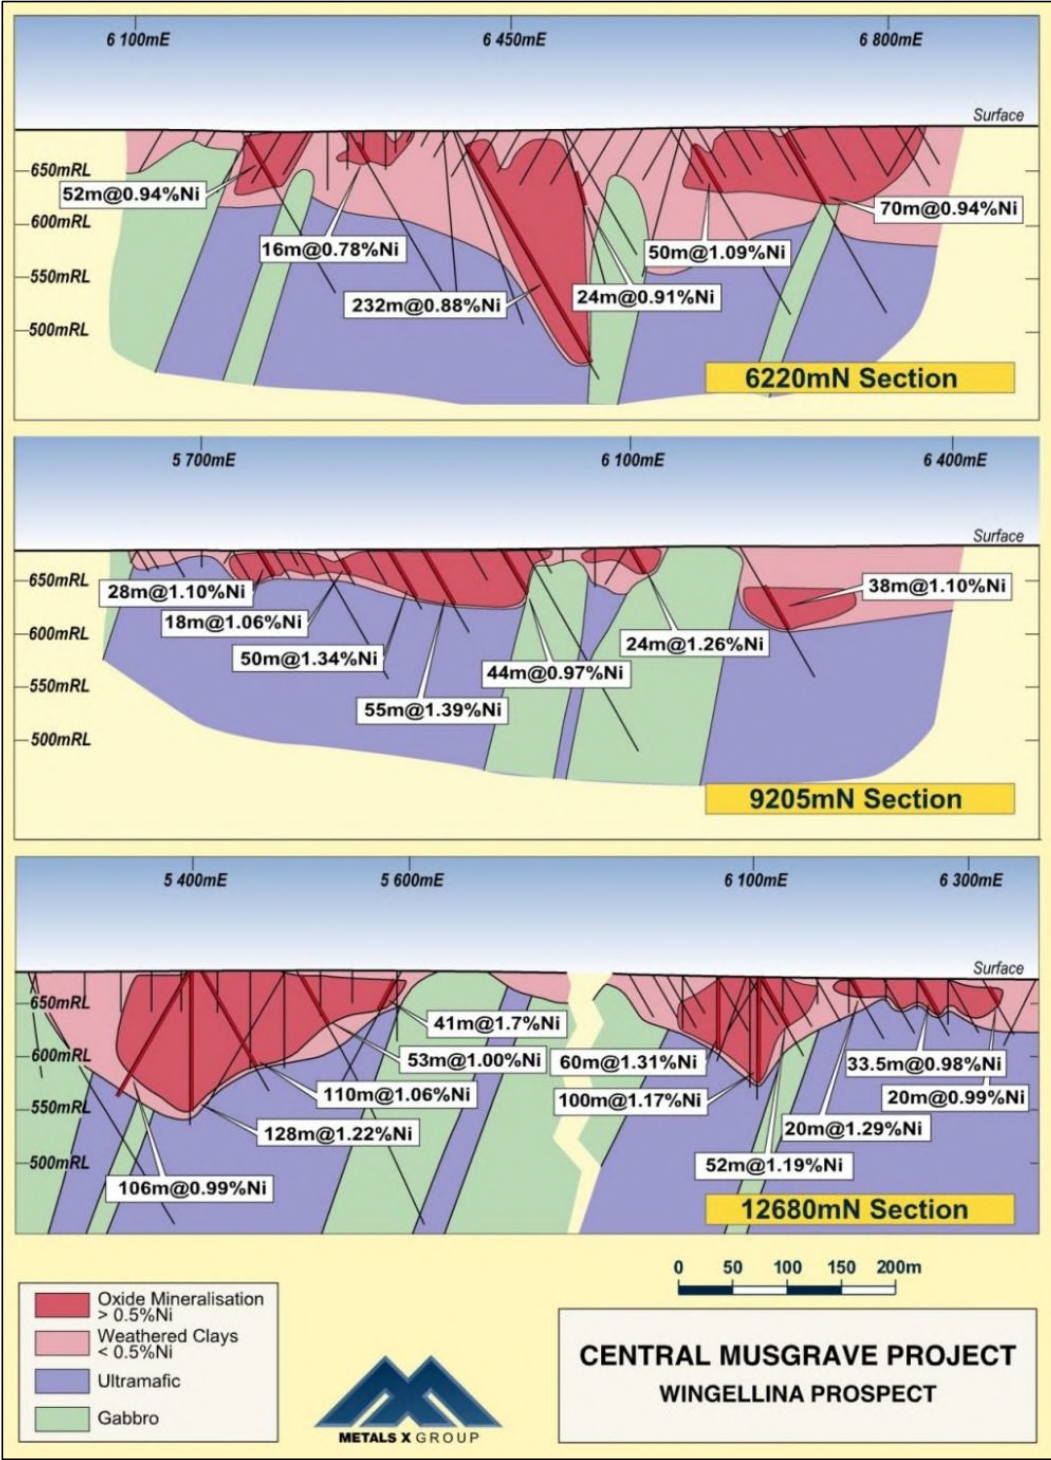 6 100mE 6 450mE 6 800mE
Surface
650mRL
52m@0.94%Ni
70m@0.94%Ni
600mRL
16m@0.78%Ni
50m@1.09%Ni
550mRL
232m@0.88%Ni
24m@0.91%Ni
500mRL
6220mN Section
5 700mE 6 100mE 6 400mE
Surface
650mRL
28m@1.10%Ni
38m@1.10%Ni
18m@1.06%Ni
600mRL
24m@1.26%Ni
50m@1.34%Ni
44m@0.97%Ni
550mRL
55m@1.39%Ni
500mRL
9205mN Section
5 400mE 5 600mE 6 100mE 6 300mE
Surface
650mRL
41m@1.7%Ni
600mRL
53m@1.00%Ni
60m@1.31%Ni
33.5m@0.98%Ni
110m@1.06%Ni
100m@1.17%Ni
20m@0.99%Ni
550mRL
128m@1.22%Ni
20m@1.29%Ni
500mRL
52m@1.19%Ni
106m@0.99%Ni
12680mN Section
0 50 100 150 200m
Oxide Mineralisation
> 0.5%Ni
Weathered Clays
< 0.5%Ni
Ultramafic
Gabbro
METALS X GROUP
CENTRAL MUSGRAVE PROJECT
WINGELLINA PROSPECT